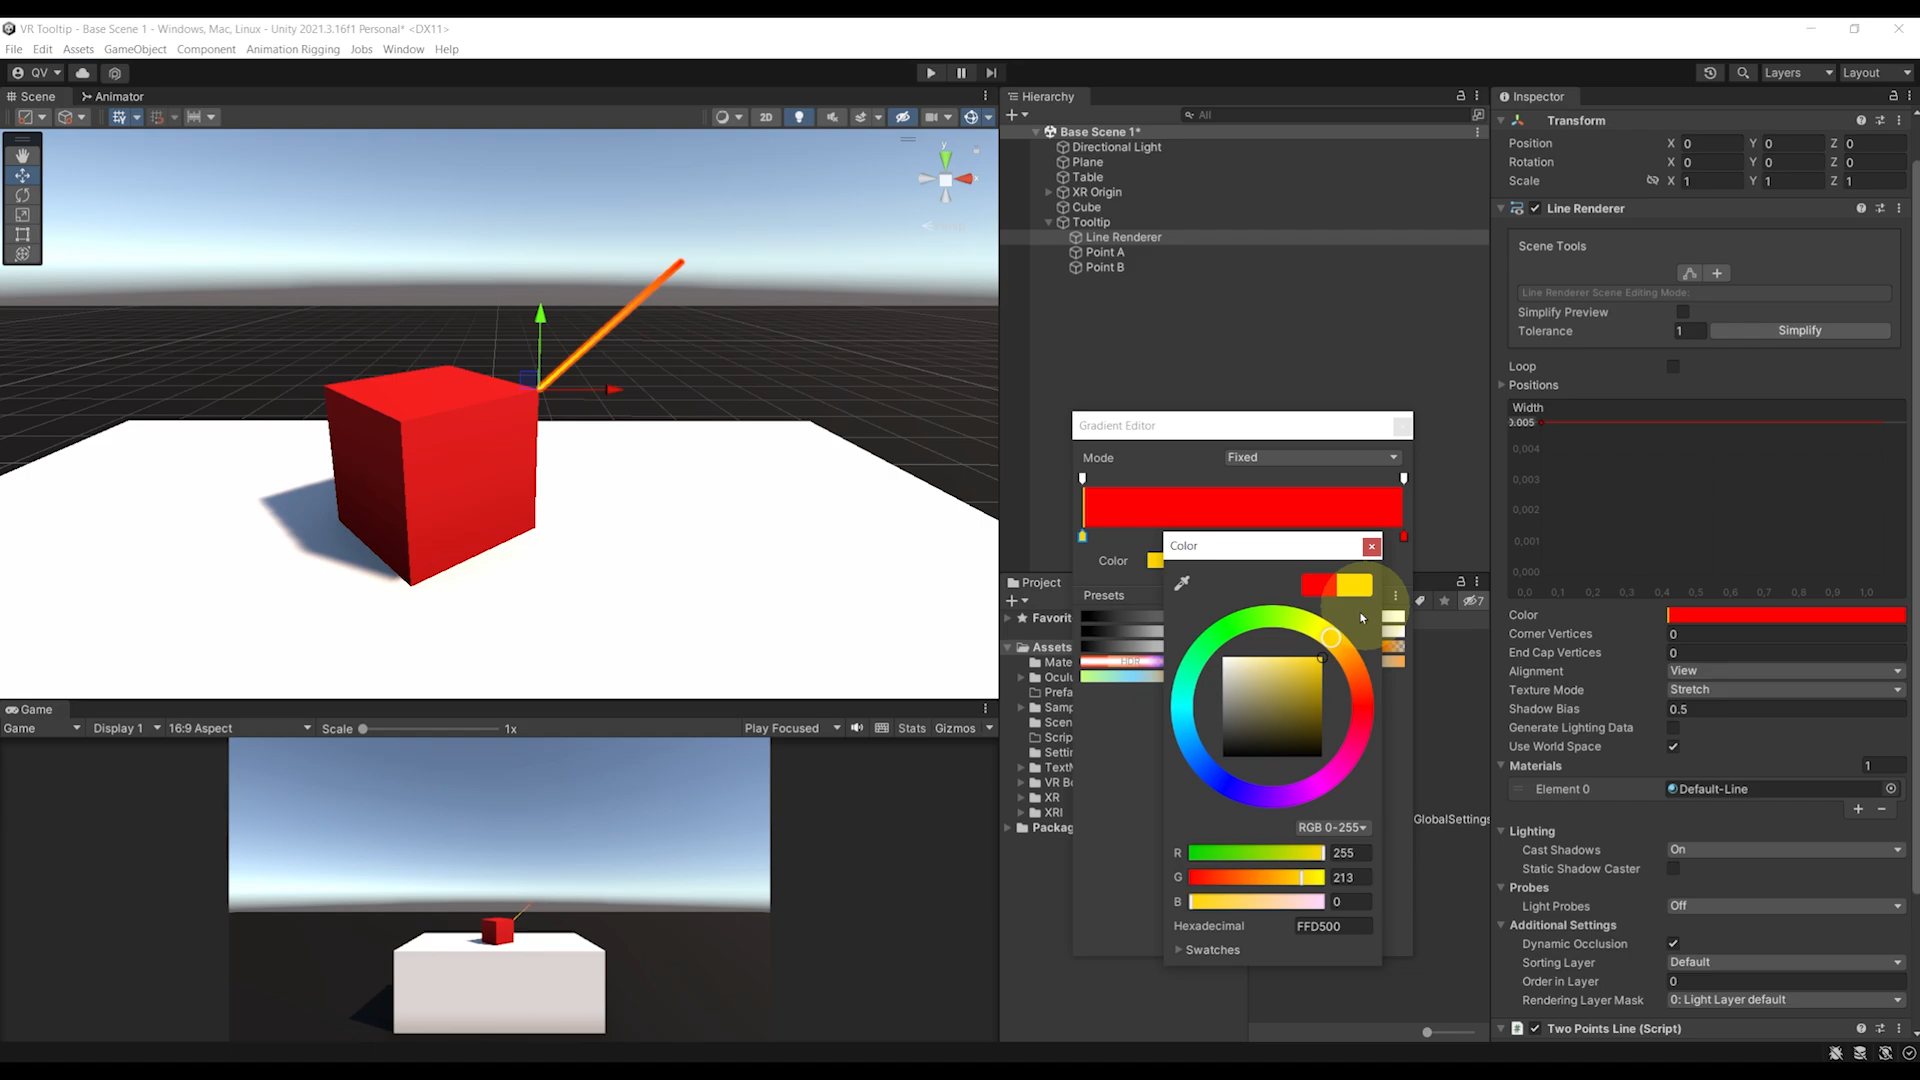 VR Tooltip - Base Scene 1 - Windows, Mac, Linux - Unity 2021.3.16f1 Personal* <DX11>
File Edit Assets GameObject Component Animation Rigging Jobs Window Help
QV
Layers
Layout
Scene
Animator
2D
y
x
Game
Game
Display 1
16:9 Aspect
Scale
1x
Play Focused
Stats
Gizmos
Hierarchy
All
Base Scene 1*
Directional Light
Plane
Table
XR Origin
Cube
Tooltip
Line Renderer
Point A
Point B
Gradient Editor
Mode
Fixed
Color
Presets
HDR
Project
7
Favorit
Assets
Mate
Ocul
Prefa
Samp
Scen
Scrip
Settin
VR B
XR
XRI
Packag
GlobalSettings
Color
RGB 0-255
R 255
G 213
B 0
Hexadecimal FFD500
Swatches
Inspector
Transform
Position X 0 Y 0 Z 0
Rotation X 0 Y 0 Z 0
Scale X 1 Y 1 Z 1
Line Renderer
Scene Tools
Line Renderer Scene Editing Mode:
Simplify Preview
Tolerance 1 Simplify
Loop
Positions
Width
0.005
0,004
0,003
0,002
0,001
0,000
0,0 0,1 0,2 0,3 0,4 0,5 0,6 0,7 0,8 0,9 1,0
Color
Corner Vertices 0
End Cap Vertices 0
Alignment View
Texture Mode Stretch
Shadow Bias 0.5
Generate Lighting Data
Use World Space
Materials 1
Element 0 Default-Line
Lighting
Cast Shadows On
Static Shadow Caster
Probes
Light Probes Off
Additional Settings
Dynamic Occlusion
Sorting Layer Default
Order in Layer 0
Rendering Layer Mask 0: Light Layer default
Two Points Line (Script)